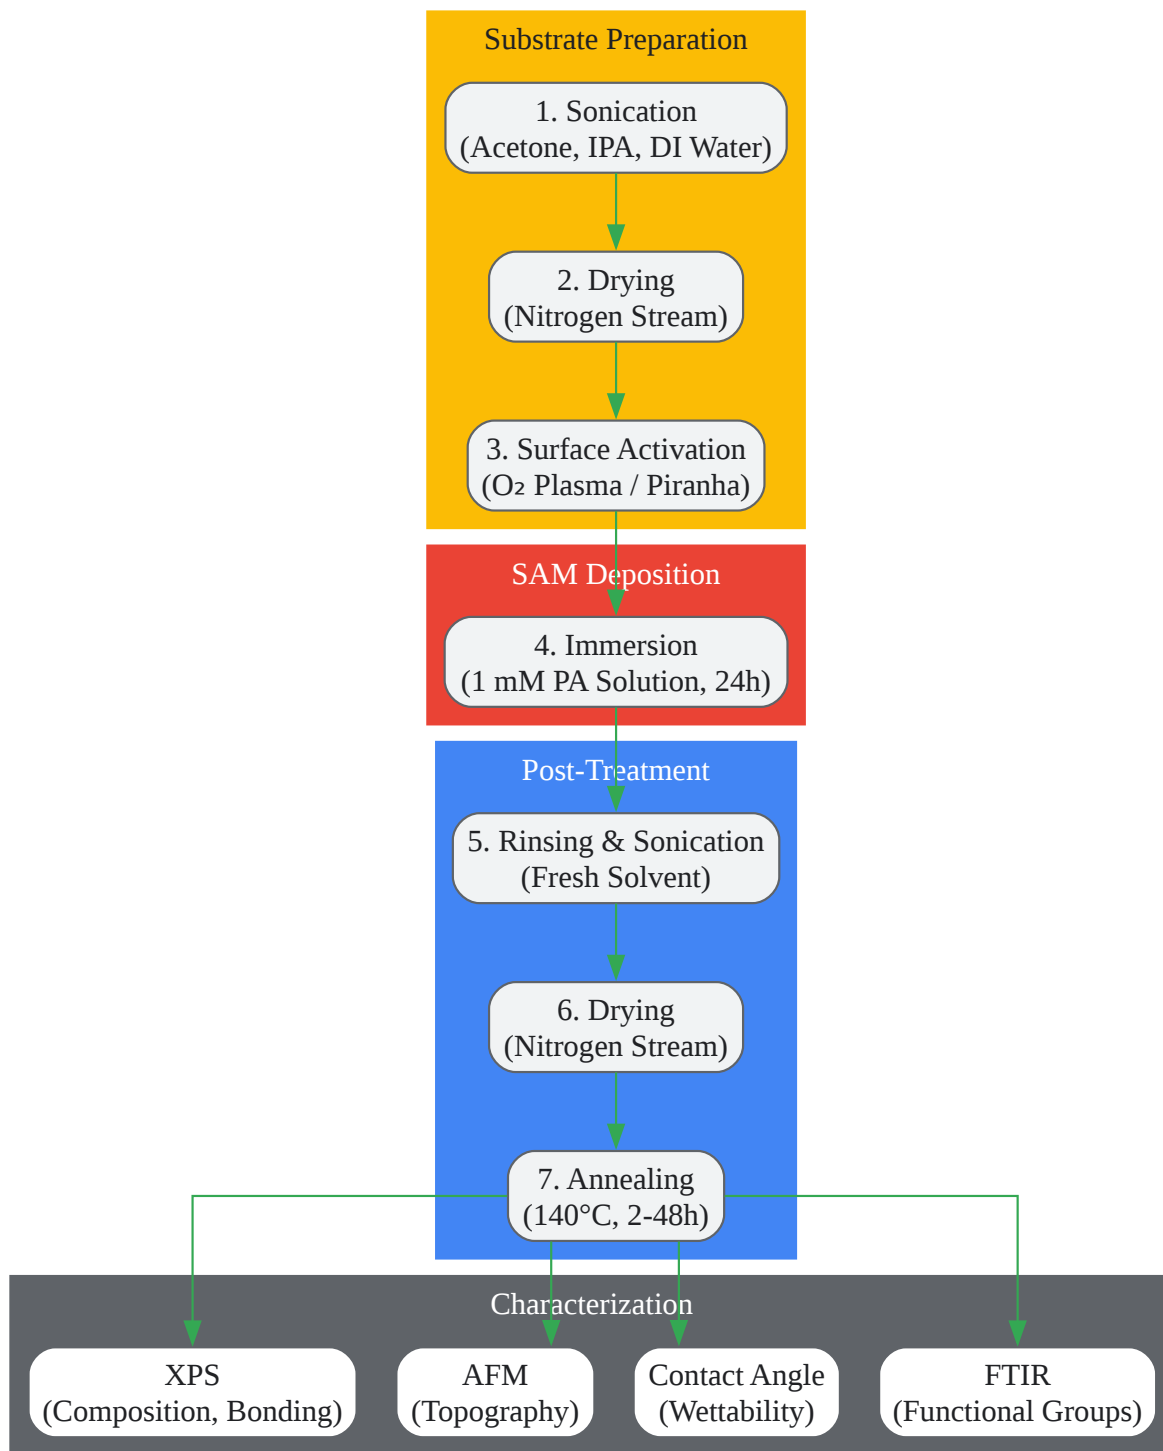 Substrate Preparation
1. Sonication
(Acetone, IPA, DI Water)
2. Drying
(Nitrogen Stream)
3. Surface Activation
(O₂ Plasma / Piranha)
SAM Deposition
4. Immersion
(1 mM PA Solution, 24h)
Post-Treatment
5. Rinsing & Sonication
(Fresh Solvent)
6. Drying
(Nitrogen Stream)
7. Annealing
(140°C, 2-48h)
Characterization
XPS
(Composition, Bonding)
AFM
(Topography)
Contact Angle
(Wettability)
FTIR
(Functional Groups)